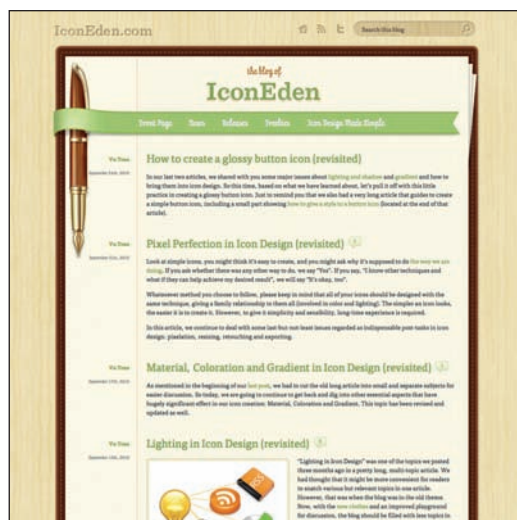 IconEden.com
Search this blog
the blog of
IconEden
Front Page News Releases Freebies Icon Design Made Simple
Vu Tran
How to create a glossy button icon (revisited)
In our last two articles, we shared with you some major issues about lighting and shadow and gradient and how to
bring them into icon design. So this time, based on what we have learned about, let's pull it off with this little
practice in creating a glossy button icon. Just to remind you that we also had a very long article that guides to create
a simple button icon, including a small part showing how to give a style to a button icon (located at the end of that
article).
Vu Tran
Pixel Perfection in Icon Design (revisited)
Look at simple icons, you might think it's easy to create, and you might ask why it's supposed to do the way we are
doing. If you ask whether there was any other way to do, we say "Yes". If you say, "I know other techniques and
what if they can help achieve my desired result", we will say "It's okay, too".
Whatsoever method you choose to follow, please keep in mind that all of your icons should be designed with the
same technique, giving a family relationship to them all (involved in color and lighting). The simpler an icon looks,
the easier it is to create it. However, to give it simplicity and sensibility, long-time experience is required.
In this article, we continue to deal with some last but not least issues regarded as indispensable post-tasks in icon
design: pixelation, resizing, retouching and exporting.
Vu Tran
September 17th, 2010
Material, Coloration and Gradient in Icon Design (revisited)
As mentioned in the beginning of our last post, we had to cut the old long article into small and separate subjects for
easier discussion. So today, we are going to continue to get back and dig into other essential aspects that have
hugely significant effect in our icon creation: Material, Coloration and Gradient. This topic has been revised and
updated as well.
Vu Tran
Lighting in Icon Design (revisited)
"Lighting in Icon Design" was one of the topics we posted
three months ago in a pretty long, multi-topic article. We
had thought that it might be more convenient for readers
to snatch various but relevant topics in one article.
However, that was when the blog was in the old theme.
Now, with the new clothes and an improved playground
for discussion, the blog should be filled with less topics in
RSS